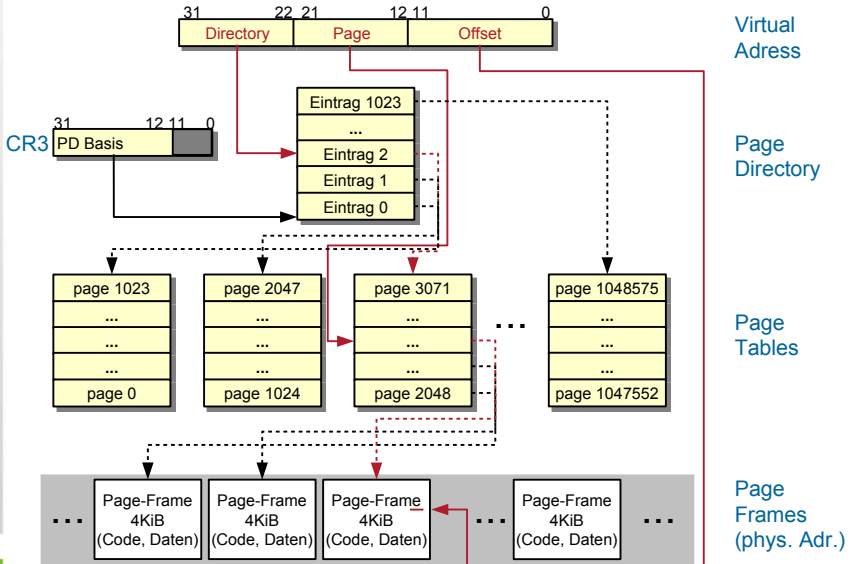 31 22 21 12 11 0
Directory Page Offset
Virtual
Adress
CR3
31 12 11 0
PD Basis
Eintrag 1023
...
Eintrag 2
Eintrag 1
Eintrag 0
Page
Directory
page 1023
...
...
...
page 0
page 2047
...
...
...
page 1024
page 3071
...
...
...
page 2048
...
page 1048575
...
...
...
page 1047552
Page
Tables
...
Page-Frame
4KiB
(Code, Daten)
Page-Frame
4KiB
(Code, Daten)
Page-Frame
4KiB
(Code, Daten)
...
Page-Frame
4KiB
(Code, Daten)
...
Page
Frames
(phys. Adr.)